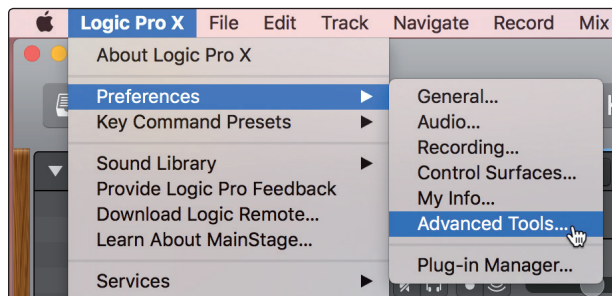 Logic Pro X File Edit Track Navigate Record Mix
About Logic Pro X
Preferences
Key Command Presets
Sound Library
Provide Logic Pro Feedback
Download Logic Remote...
Learn About MainStage...
Services
General...
Audio...
Recording...
Control Surfaces...
My Info...
Advanced Tools...
Plug-in Manager...